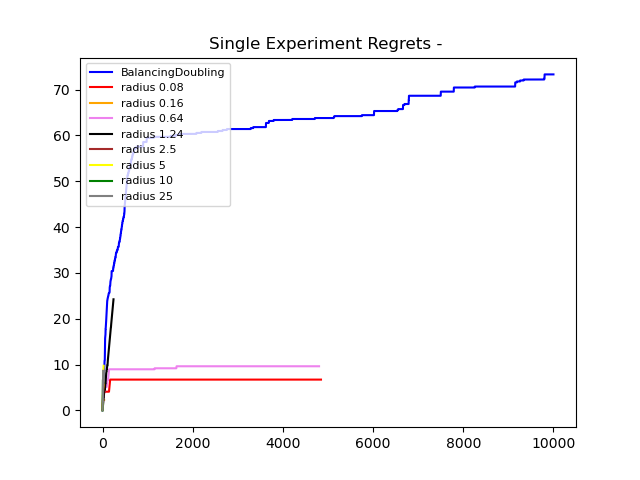 Single Experiment Regrets -
BalancingDoubling
radius 0.08
radius 0.16
radius 0.64
radius 1.24
radius 2.5
radius 5
radius 10
radius 25
70
60
50
40
30
20
10
0
0 2000 4000 6000 8000 10000